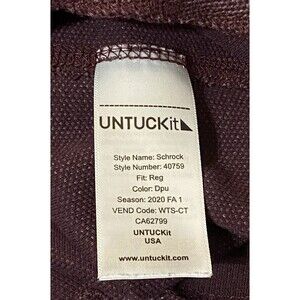 UNTUCKit
Style Name: Schrock
Style Number: 40759
Fit: Reg
Color: Dpu
Season: 2020 FA 1
VEND Code: WTS-CT
CA62799
UNTUCKit
USA
www.untuckit.com